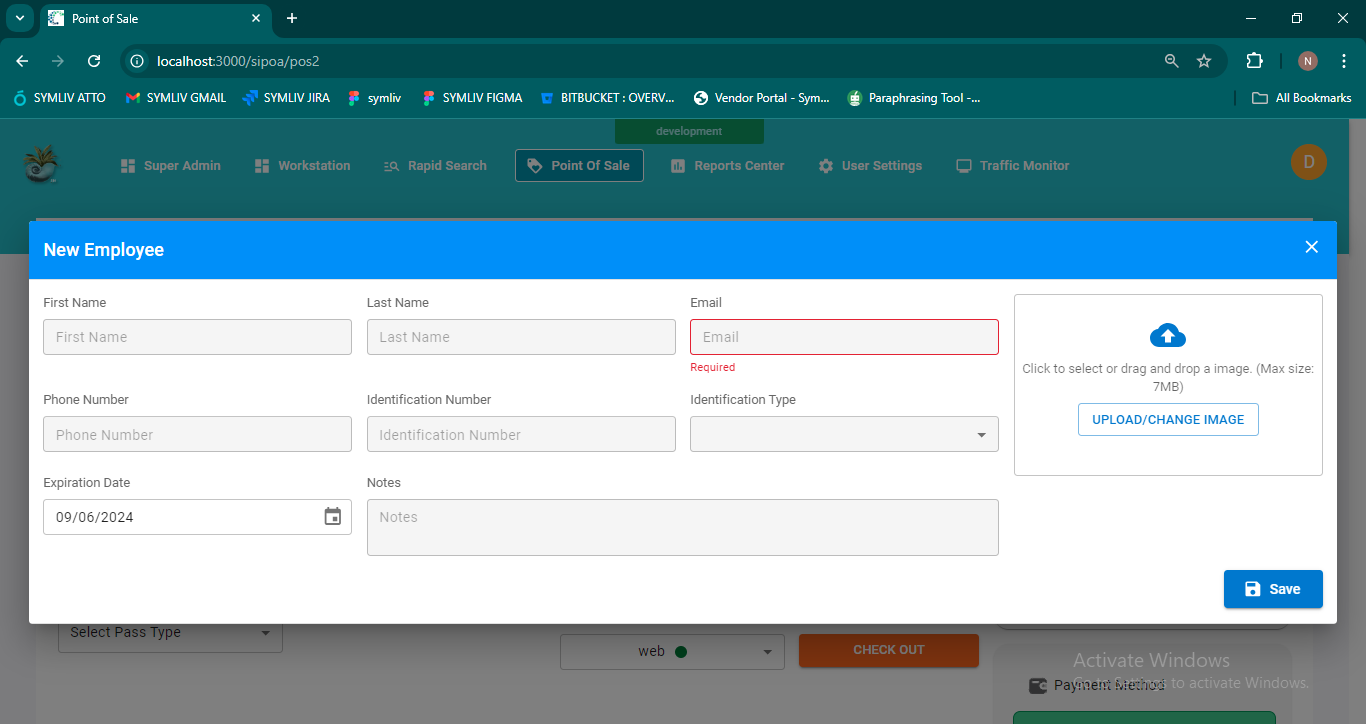 Point of Sale
localhost:3000/sipoa/pos2
N
SYMLIV ATTO
SYMLIV GMAIL
SYMLIV JIRA
symliv
SYMLIV FIGMA
BITBUCKET : OVERV...
Vendor Portal - Sym...
Paraphrasing Tool -...
All Bookmarks
development
Super Admin
Workstation
Rapid Search
Point Of Sale
Reports Center
User Settings
Traffic Monitor
D
New Employee
First Name
Last Name
Email
First Name
Last Name
Email
Required
Click to select or drag and drop a image. (Max size:
7MB)
UPLOAD/CHANGE IMAGE
Phone Number
Identification Number
Identification Type
Phone Number
Identification Number
Expiration Date
Notes
09/06/2024
Notes
Save
Select Pass Type
web
CHECK OUT
Activate Windows
Go to Settings to activate Windows.
Payment Method